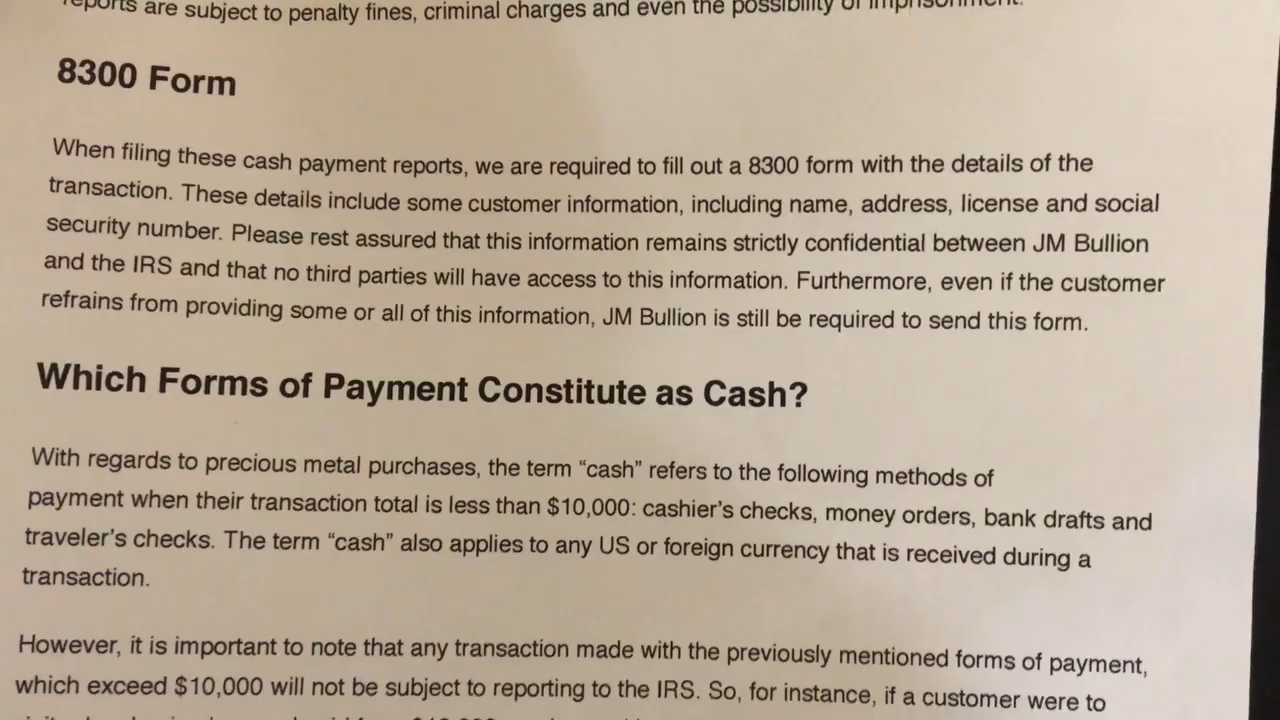 reports are subject to penalty fines, criminal charges and even the possibility of imprisonment.
8300 Form
When filing these cash payment reports, we are required to fill out a 8300 form with the details of the
transaction. These details include some customer information, including name, address, license and social
security number. Please rest assured that this information remains strictly confidential between JM Bullion
and the IRS and that no third parties will have access to this information. Furthermore, even if the customer
refrains from providing some or all of this information, JM Bullion is still be required to send this form.
Which Forms of Payment Constitute as Cash?
With regards to precious metal purchases, the term “cash” refers to the following methods of
payment when their transaction total is less than $10,000: cashier’s checks, money orders, bank drafts and
traveler’s checks. The term “cash” also applies to any US or foreign currency that is received during a
transaction.
However, it is important to note that any transaction made with the previously mentioned forms of payment,
which exceed $10,000 will not be subject to reporting to the IRS. So, for instance, if a customer were to